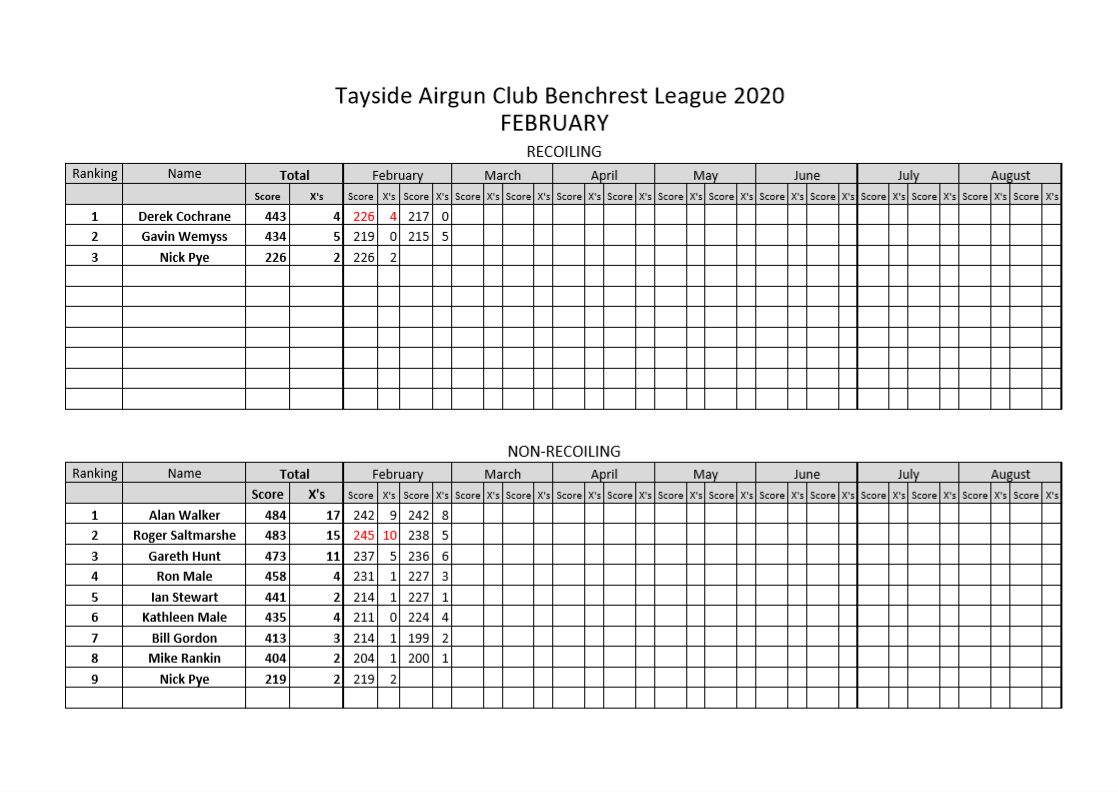 Tayside Airgun Club Benchrest League 2020
FEBRUARY
RECOILING
Ranking Name Total February March April May June July August
Score X's Score X's Score X's Score X's Score X's Score X's Score X's Score X's Score X's Score X's Score X's Score X's Score X's Score X's Score X's
1 Derek Cochrane 443 4 226 4 217 0
2 Gavin Wemyss 434 5 219 0 215 5
3 Nick Pye 226 2 226 2
NON-RECOILING
Ranking Name Total February March April May June July August
Score X's Score X's Score X's Score X's Score X's Score X's Score X's Score X's Score X's Score X's Score X's Score X's Score X's Score X's Score X's
1 Alan Walker 484 17 242 9 242 8
2 Roger Saltmarshe 483 15 245 10 238 5
3 Gareth Hunt 473 11 237 5 236 6
4 Ron Male 458 4 231 1 227 3
5 Ian Stewart 441 2 214 1 227 1
6 Kathleen Male 435 4 211 0 224 4
7 Bill Gordon 413 3 214 1 199 2
8 Mike Rankin 404 2 204 1 200 1
9 Nick Pye 219 2 219 2